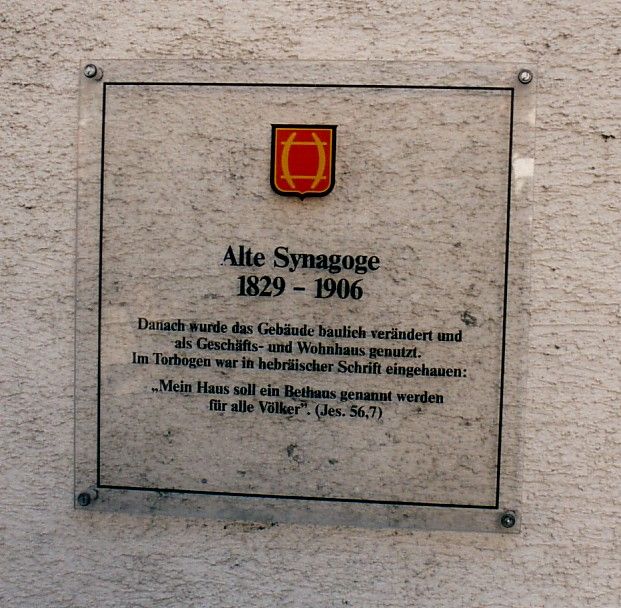 Alte Synagoge
1829 – 1906
Danach wurde das Gebäude baulich verändert und
als Geschäfts- und Wohnhaus genutzt.
Im Torbogen war in hebräischer Schrift eingehauen:
„Mein Haus soll ein Bethaus genannt werden
für alle Völker”. (Jes. 56,7)